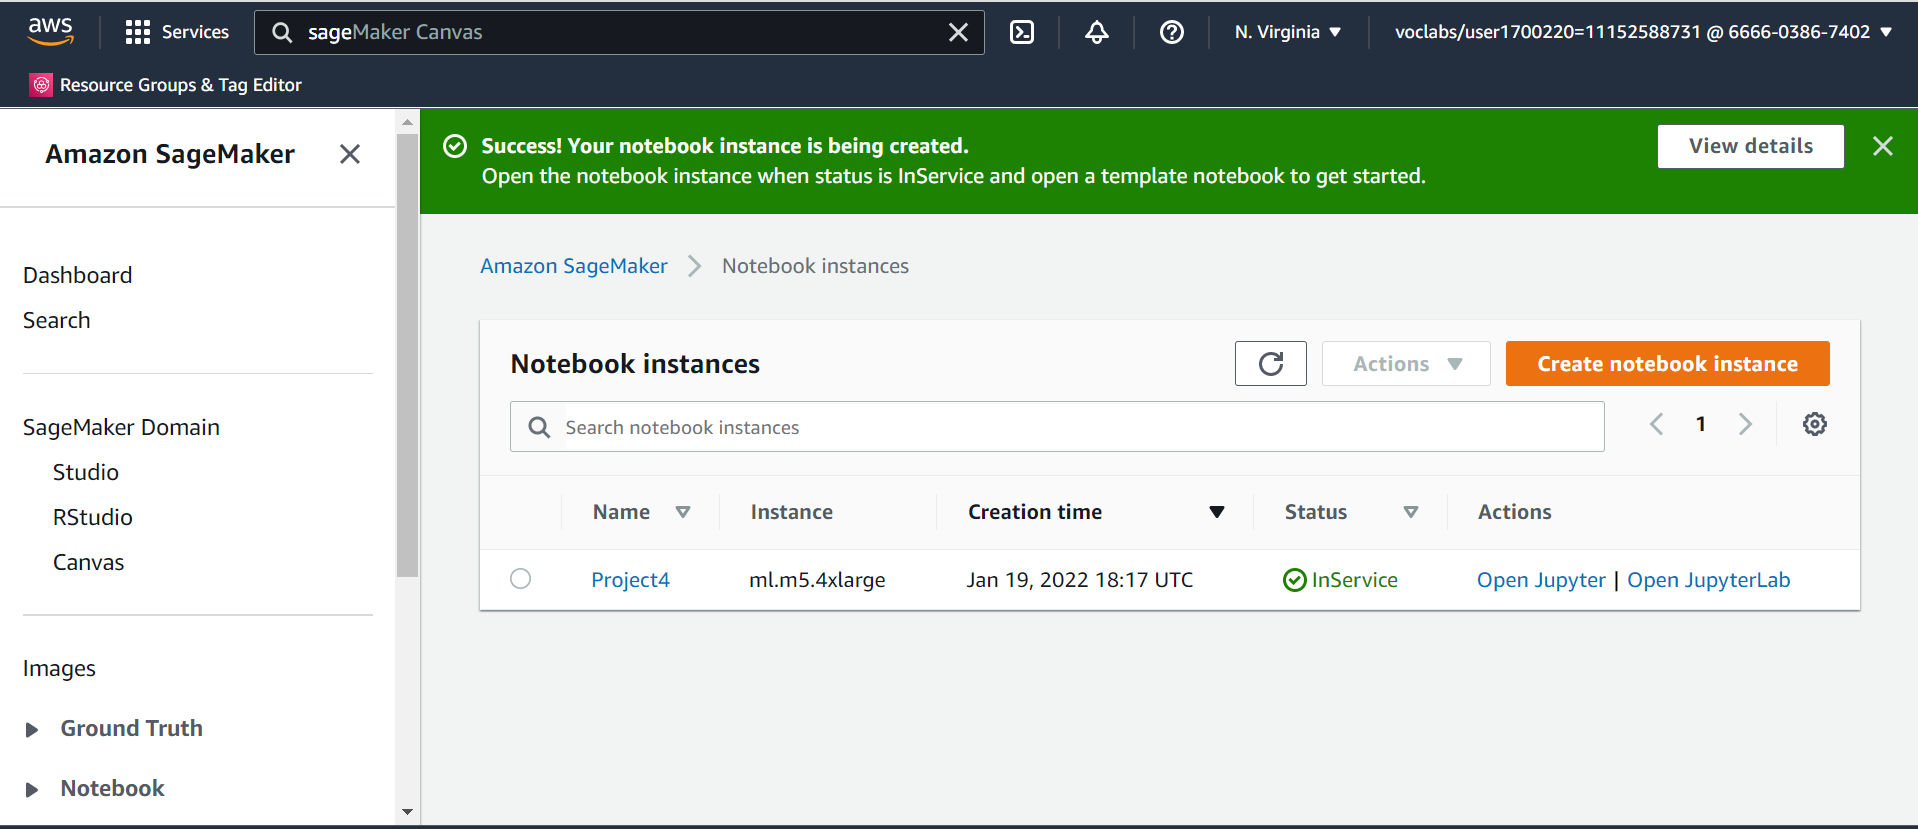 aws
Services
sageMaker Canvas
N. Virginia
voclabs/user1700220=11152588731 @ 6666-0386-7402
Resource Groups & Tag Editor
Amazon SageMaker
Dashboard
Search
SageMaker Domain
Studio
RStudio
Canvas
Images
Ground Truth
Notebook
Success! Your notebook instance is being created.
Open the notebook instance when status is InService and open a template notebook to get started.
View details
Amazon SageMaker
Notebook instances
Notebook instances
Actions
Create notebook instance
Search notebook instances
1
Name Instance Creation time Status Actions
Project4 ml.m5.4xlarge Jan 19, 2022 18:17 UTC InService Open Jupyter | Open JupyterLab